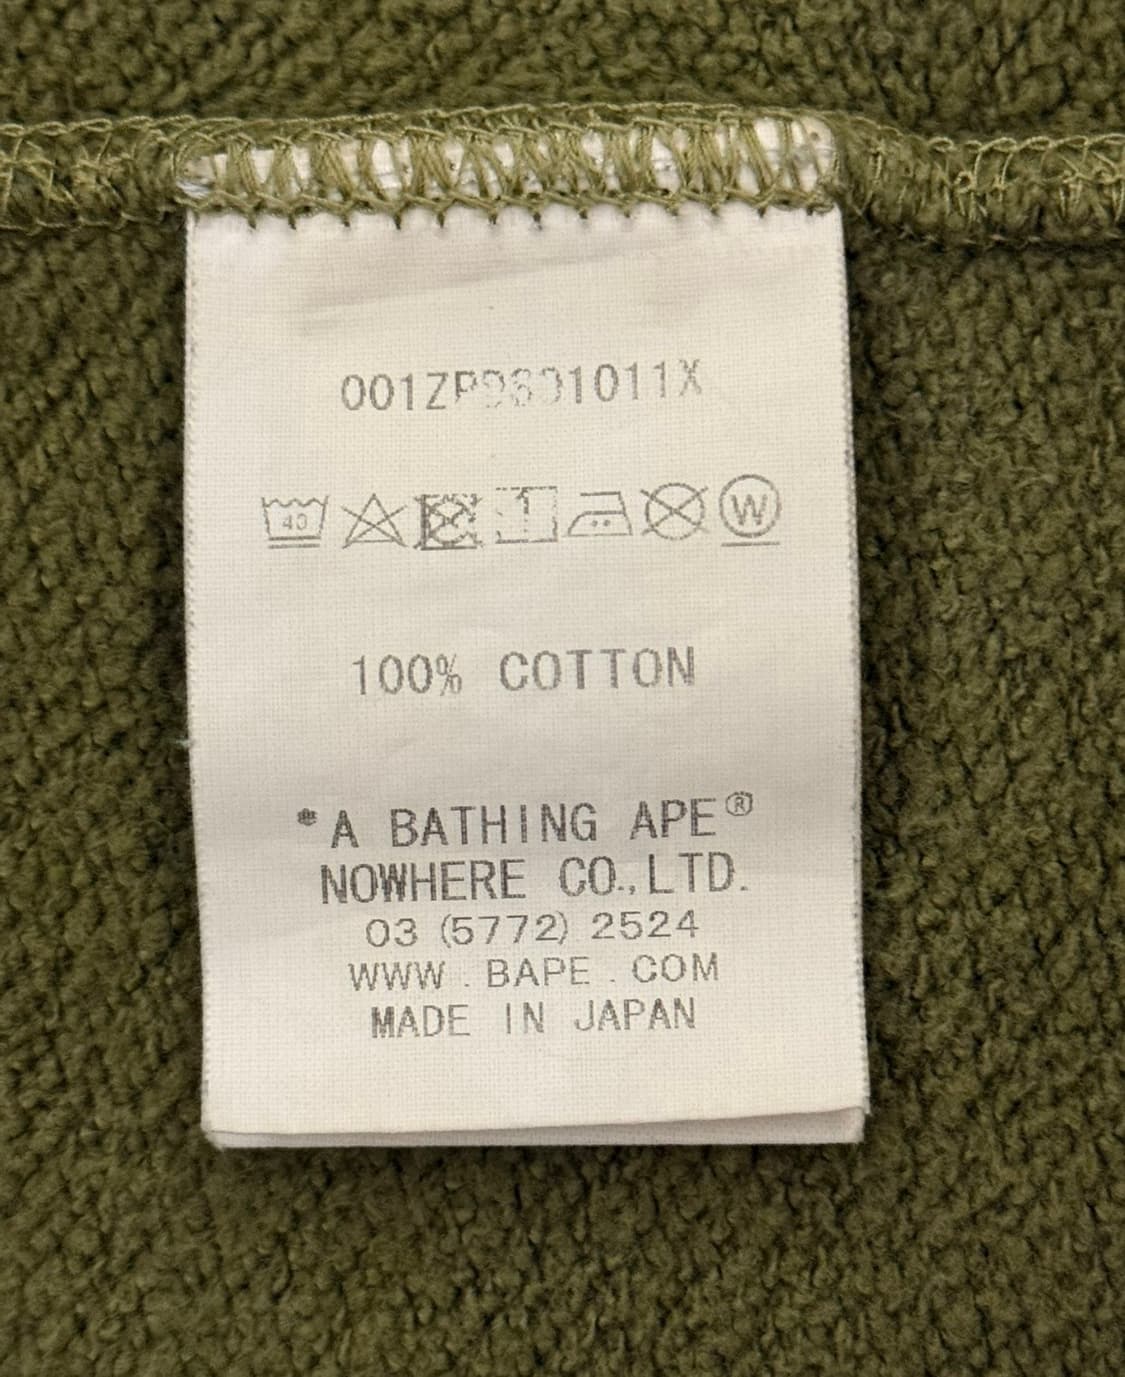 40
W
100% COTTON
*A BATHING APE®
NOWHERE CO.,LTD.
03 (5772) 2524
WWW . BAPE . COM
MADE IN JAPAN